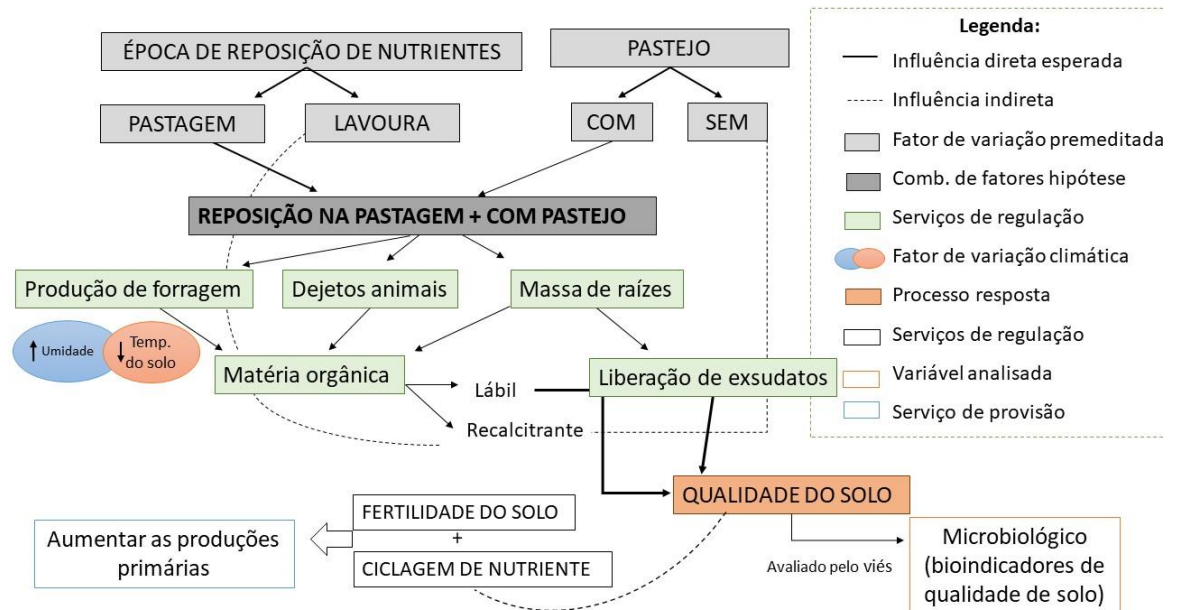 ÉPOCA DE REPOSIÇÃO DE NUTRIENTES
PASTEJO
PASTAGEM
LAVOURA
COM
SEM
REPOSIÇÃO NA PASTAGEM + COM PASTEJO
Produção de forragem
Dejetos animais
Massa de raízes
Umidade
Temp.
do solo
Matéria orgânica
Lábil
Recalcitrante
Liberação de exsudatos
QUALIDADE DO SOLO
FERTILIDADE DO SOLO
+
CICLAGEM DE NUTRIENTE
Aumentar as produções
primárias
Avaliado pelo viés
Microbiológico
(bioindicadores de
qualidade de solo)
Legenda:
Influência direta esperada
Influência indireta
Fator de variação premeditada
Comb. de fatores hipótese
Serviços de regulação
Fator de variação climática
Processo resposta
Serviços de regulação
Variável analisada
Serviço de provisão